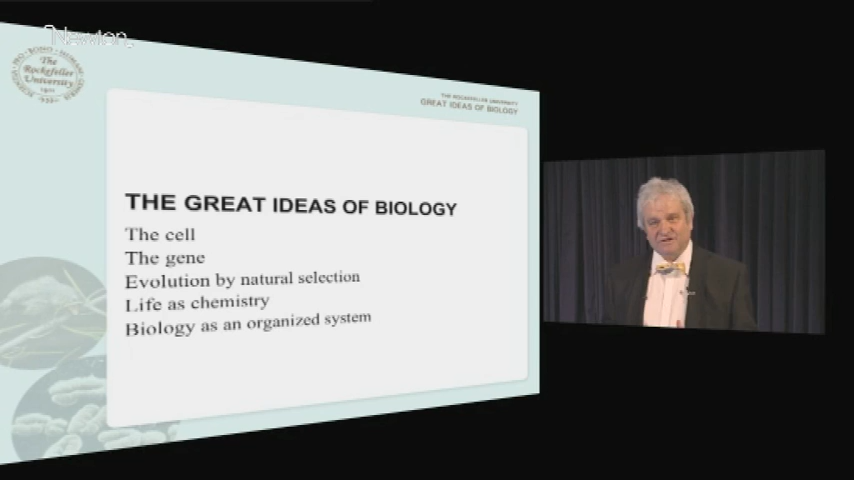 Newton
The
Rockefeller
University
THE ROCKEFELLER UNIVERSITY
GREAT IDEAS OF BIOLOGY
THE GREAT IDEAS OF BIOLOGY
The cell
The gene
Evolution by natural selection
Life as chemistry
Biology as an organized system